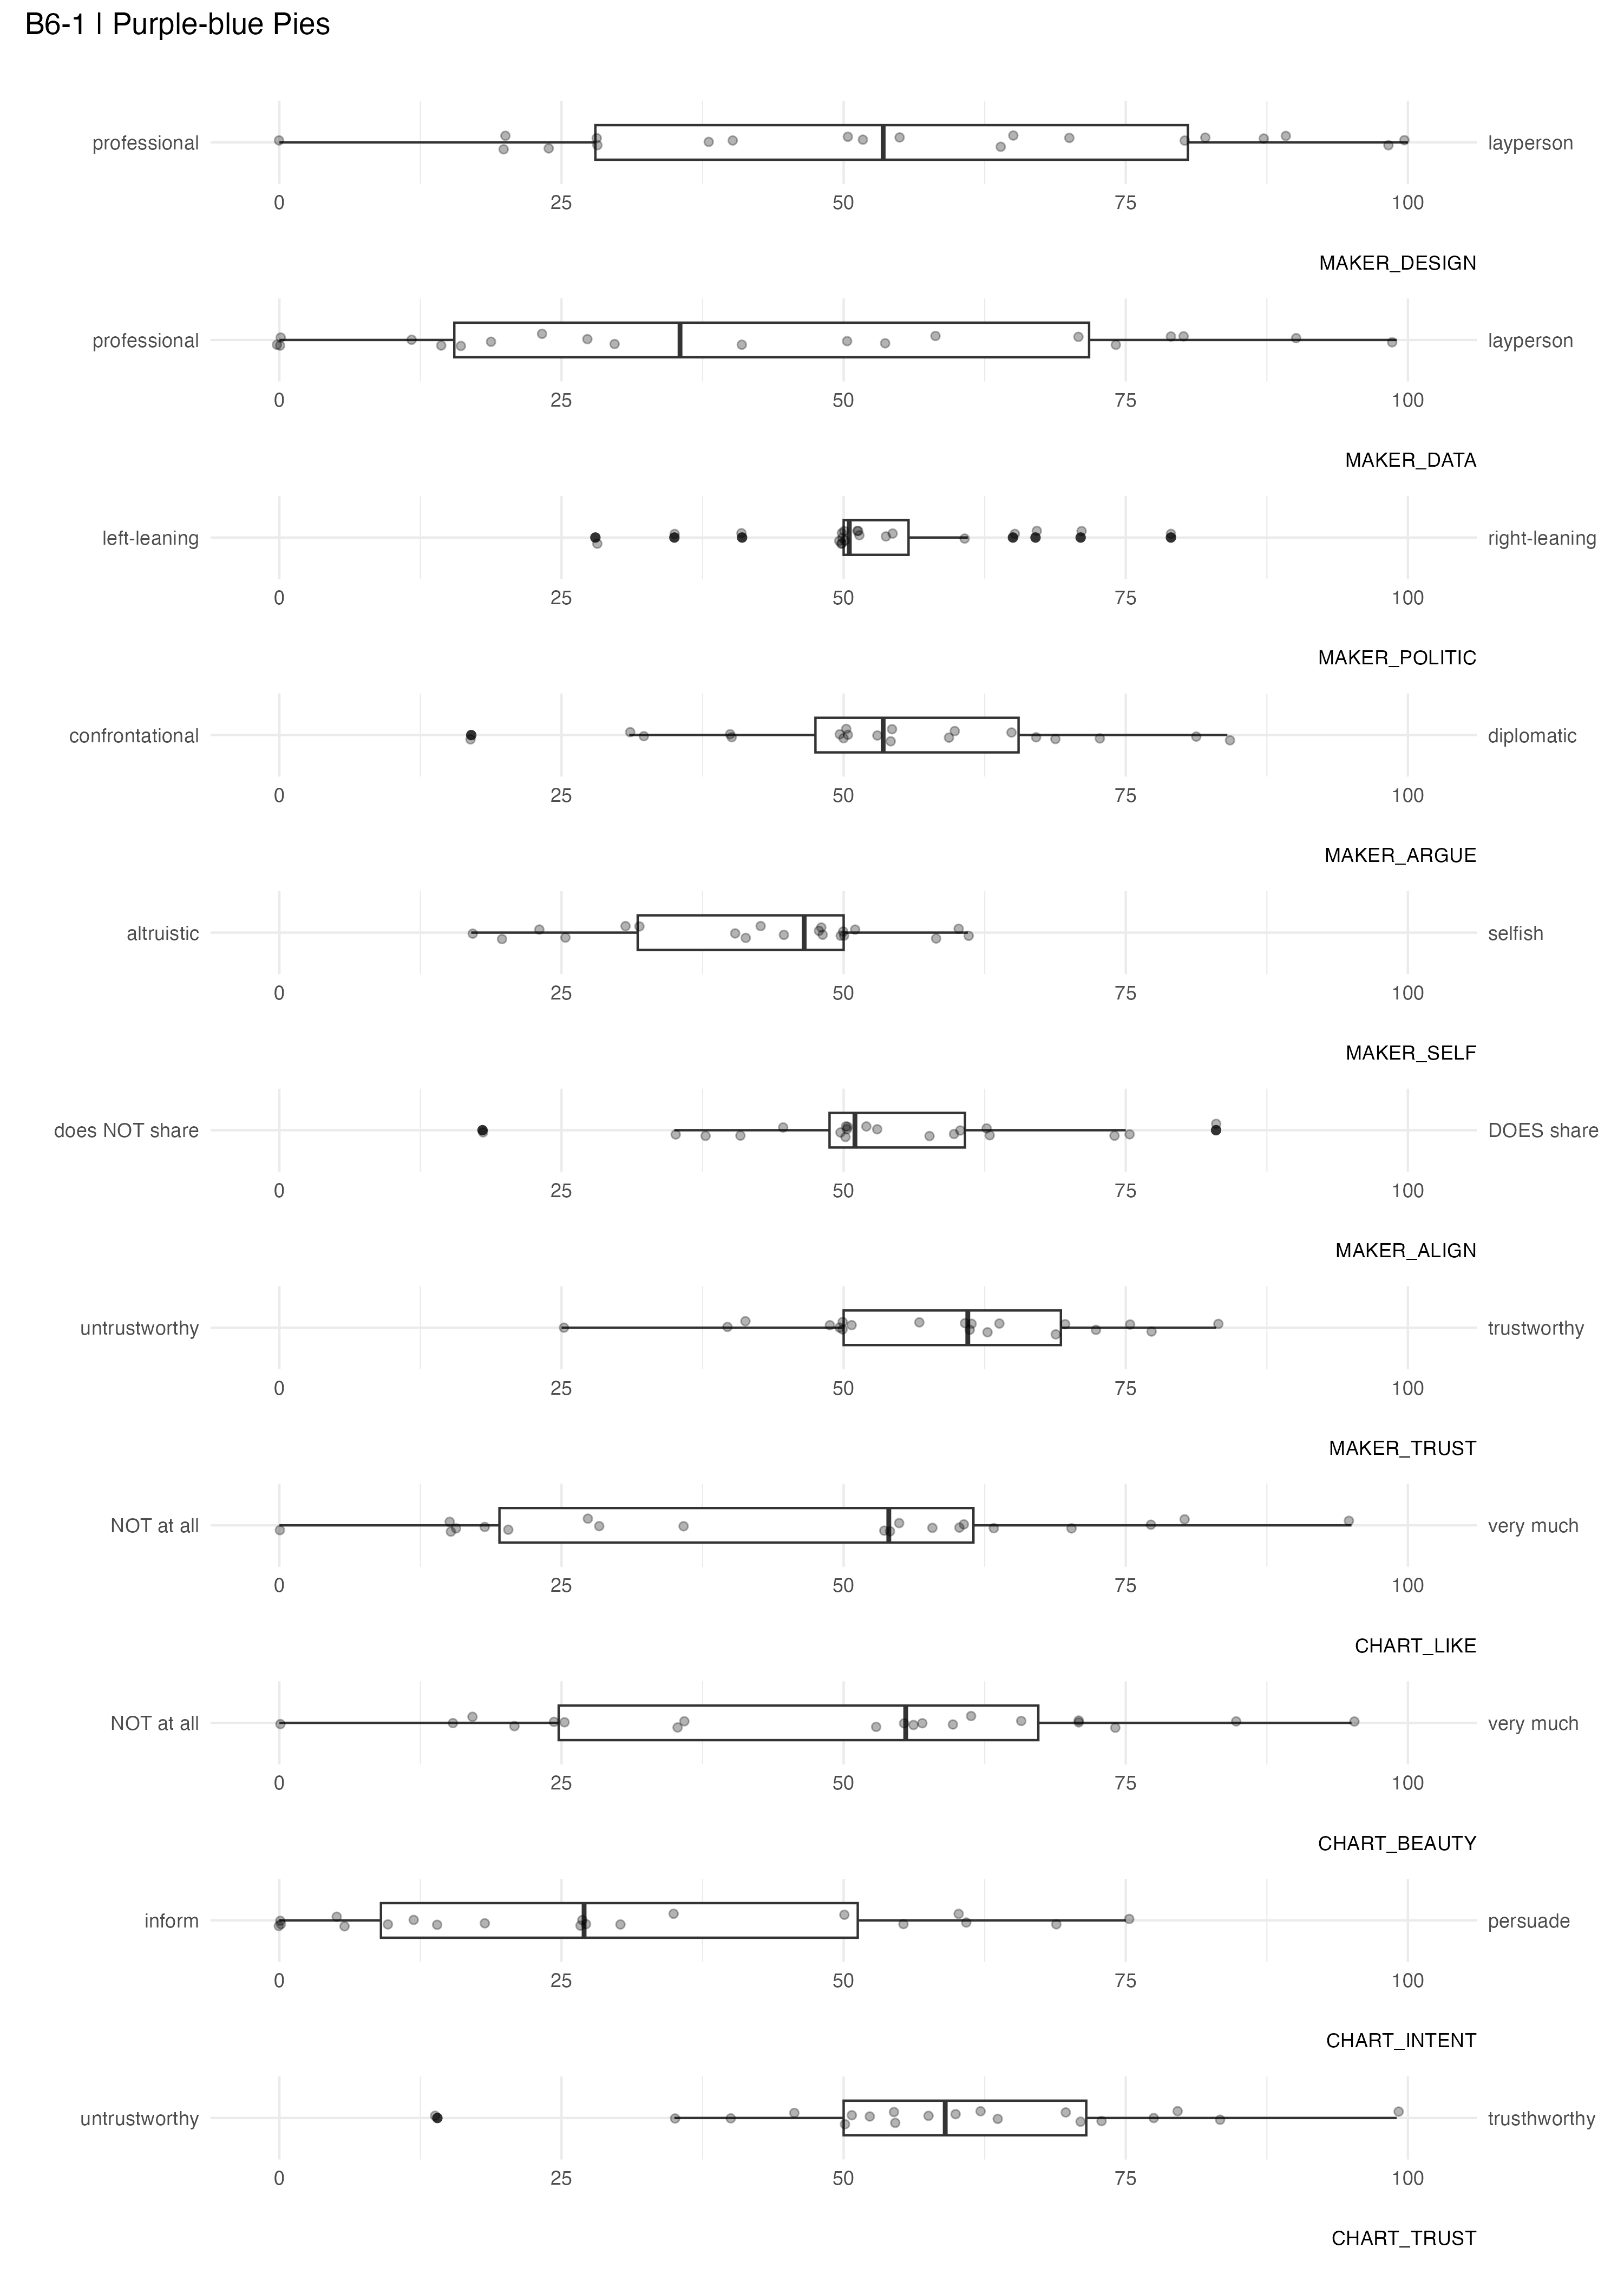 B6-1 | Purple-blue Pies
professional layperson
0 25 50 75 100
MAKER_DESIGN
professional layperson
0 25 50 75 100
MAKER_DATA
left-leaning right-leaning
0 25 50 75 100
MAKER_POLITIC
confrontational diplomatic
0 25 50 75 100
MAKER_ARGUE
altruistic selfish
0 25 50 75 100
MAKER_SELF
does NOT share DOES share
0 25 50 75 100
MAKER_ALIGN
untrustworthy trustworthy
0 25 50 75 100
MAKER_TRUST
NOT at all very much
0 25 50 75 100
CHART_LIKE
NOT at all very much
0 25 50 75 100
CHART_BEAUTY
inform persuade
0 25 50 75 100
CHART_INTENT
untrustworthy trusthworthy
0 25 50 75 100
CHART_TRUST